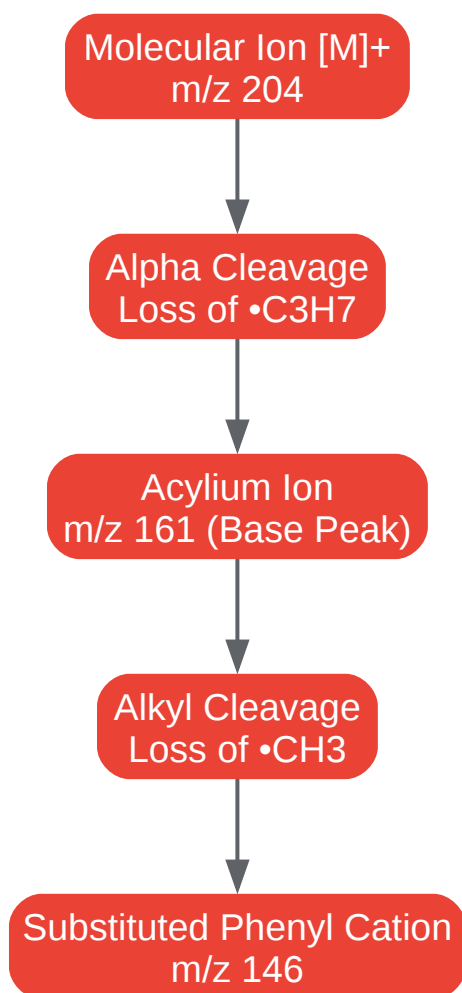 Molecular Ion [M]+
m/z 204
Alpha Cleavage
Loss of •C3H7
Acylium Ion
m/z 161 (Base Peak)
Alkyl Cleavage
Loss of •CH3
Substituted Phenyl Cation
m/z 146